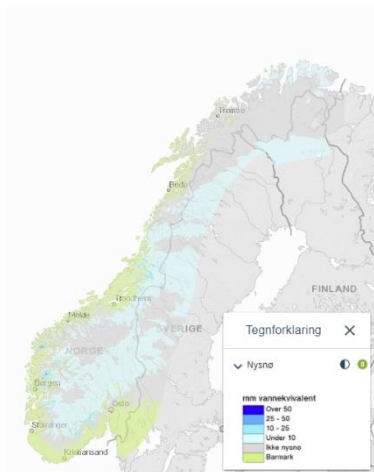 Tromsø
Bodø
Trondheim
FINLAND
Molde
SVERIGE
NORGE
Bergen
Oslo
Stavanger
Kristiansand
Tegnforklaring
Nysnø
mm vannekvivalent
Over 50
25 - 50
10 - 25
Under 10
Ikke nysnø
Barmark